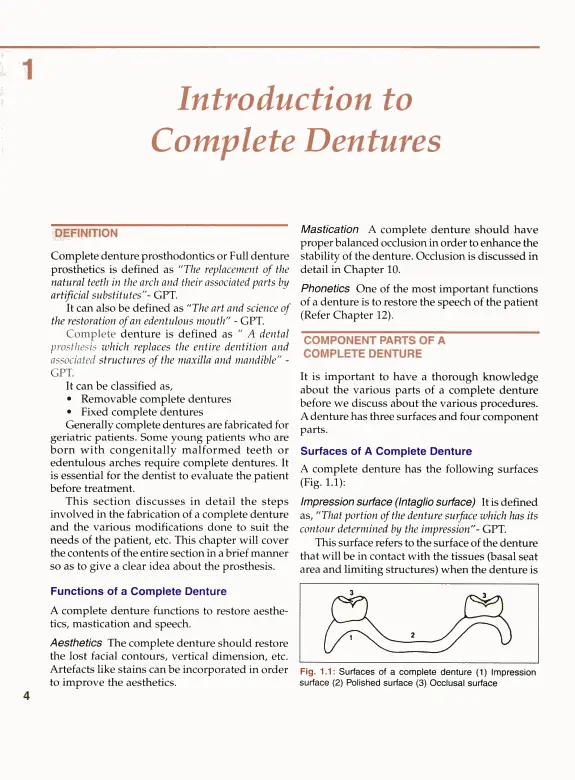 1
Introduction to
Complete Dentures
DEFINITION
Complete denture prosthodontics or Full denture
prosthetics is defined as "The replacement of the
natural teeth in the arch and their associated parts by
artificial substitutes"- GPT.
It can also be defined as "The art and science of
the restoration of an edentulous mouth" - GPT.
Complete denture is defined as " A dental
prosthesis which replaces the entire dentition and
associated structures of the maxilla and mandible" -
GPT.
It can be classified as,
• Removable complete dentures
• Fixed complete dentures
Generally complete dentures are fabricated for
geriatric patients. Some young patients who are
born with congenitally malformed teeth or
edentulous arches require complete dentures. It
is essential for the dentist to evaluate the patient
before treatment.
This section discusses in detail the steps
involved in the fabrication of a complete denture
and the various modifications done to suit the
needs of the patient, etc. This chapter will cover
the contents of the entire section in a brief manner
so as to give a clear idea about the prosthesis.
Functions of a Complete Denture
A complete denture functions to restore aesthe-
tics, mastication and speech.
Aesthetics The complete denture should restore
the lost facial contours, vertical dimension, etc.
Artefacts like stains can be incorporated in order
to improve the aesthetics.
4
Mastication A complete denture should have
proper balanced occlusion in order to enhance the
stability of the denture. Occlusion is discussed in
detail in Chapter 10.
Phonetics One of the most important functions
of a denture is to restore the speech of the patient
(Refer Chapter 12).
COMPONENT PARTS OF A
COMPLETE DENTURE
It is important to have a thorough knowledge
about the various parts of a complete denture
before we discuss about the various procedures.
A denture has three surfaces and four component
parts.
Surfaces of A Complete Denture
A complete denture has the following surfaces
(Fig. 1.1):
Impression surface (Intaglio surface) It is defined
as, "That portion of the denture surface which has its
contour determined by the impression"- GPT.
This surface refers to the surface of the denture
that will be in contact with the tissues (basal seat
area and limiting structures) when the denture is
3
3
1
2
Fig. 1.1: Surfaces of a complete denture (1) Impression
surface (2) Polished surface (3) Occlusal surface